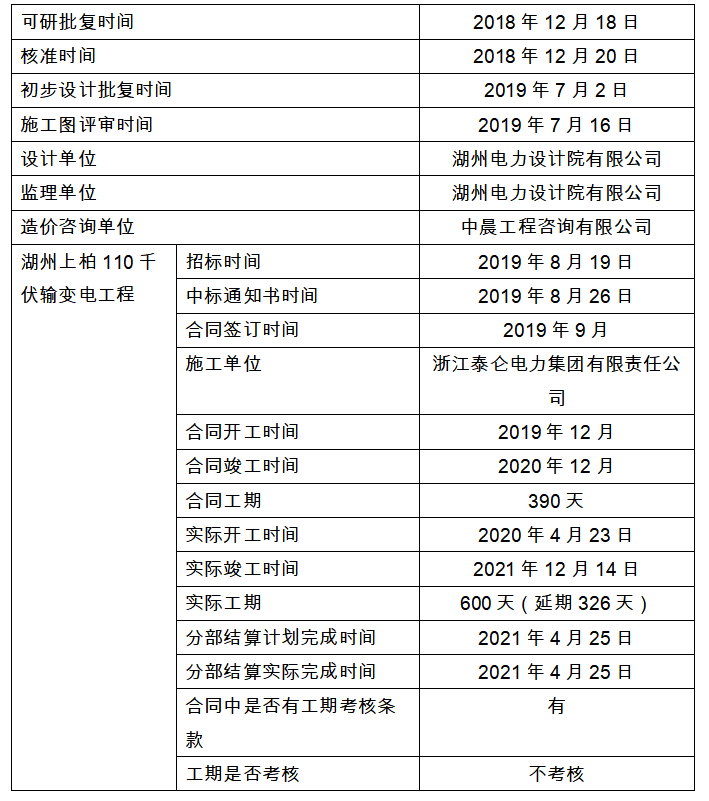 可研批复时间 2018 年 12 月 18 日
核准时间 2018 年 12 月 20 日
初步设计批复时间 2019 年 7 月 2 日
施工图评审时间 2019 年 7 月 16 日
设计单位 湖州电力设计院有限公司
监理单位 湖州电力设计院有限公司
造价咨询单位 中晨工程咨询有限公司
湖州上柏 110 千 招标时间 2019 年 8 月 19 日
伏输变电工程 中标通知书时间 2019 年 8 月 26 日
合同签订时间 2019 年 9 月
施工单位 浙江泰仑电力集团有限责任公
司
合同开工时间 2019 年 12 月
合同竣工时间 2020 年 12 月
合同工期 390 天
实际开工时间 2020 年 4 月 23 日
实际竣工时间 2021 年 12 月 14 日
实际工期 600 天（延期 326 天）
分部结算计划完成时间 2021 年 4 月 25 日
分部结算实际完成时间 2021 年 4 月 25 日
合同中是否有工期考核条 有
款
工期是否考核 不考核